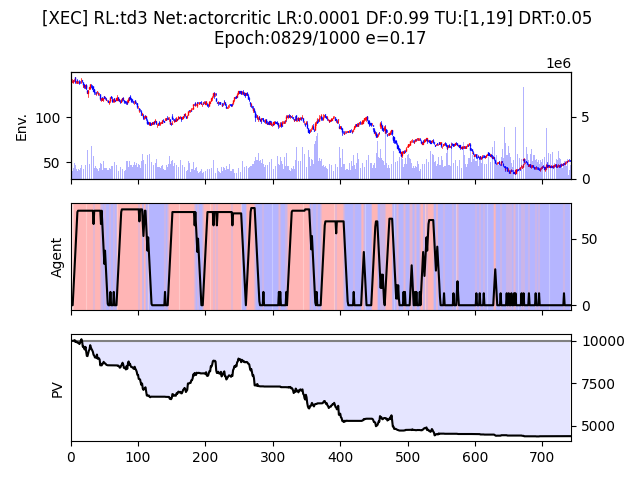 [XEC] RL:td3 Net:actorcritic LR:0.0001 DF:0.99 TU:[1,19] DRT:0.05
Epoch:0829/1000 e=0.17
1e6
Env.
100
50
5
0
Agent
50
0
PV
10000
7500
5000
0 100 200 300 400 500 600 700